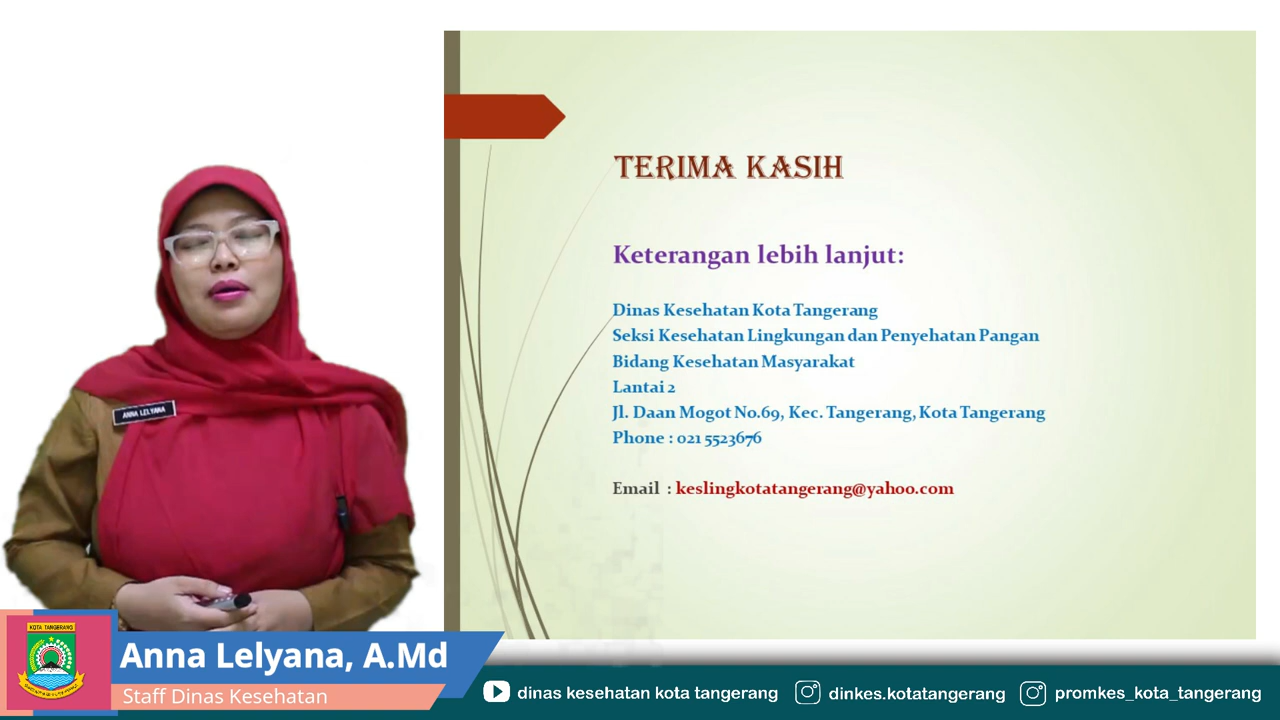 TERIMA KASIH
Keterangan lebih lanjut:
Dinas Kesehatan Kota Tangerang
Seksi Kesehatan Lingkungan dan Penyehatan Pangan
Bidang Kesehatan Masyarakat
Lantai 2
Jl. Daan Mogot No.69, Kec. Tangerang, Kota Tangerang
Phone : 021 5523676
Email : keslingkotatangerang@yahoo.com
ANNA LELYANA
KOTA TANGERANG
Anna Lelyana, A.Md
Staff Dinas Kesehatan
dinas kesehatan kota tangerang
dinkes.kotatangerang
promkes_kota_tangerang